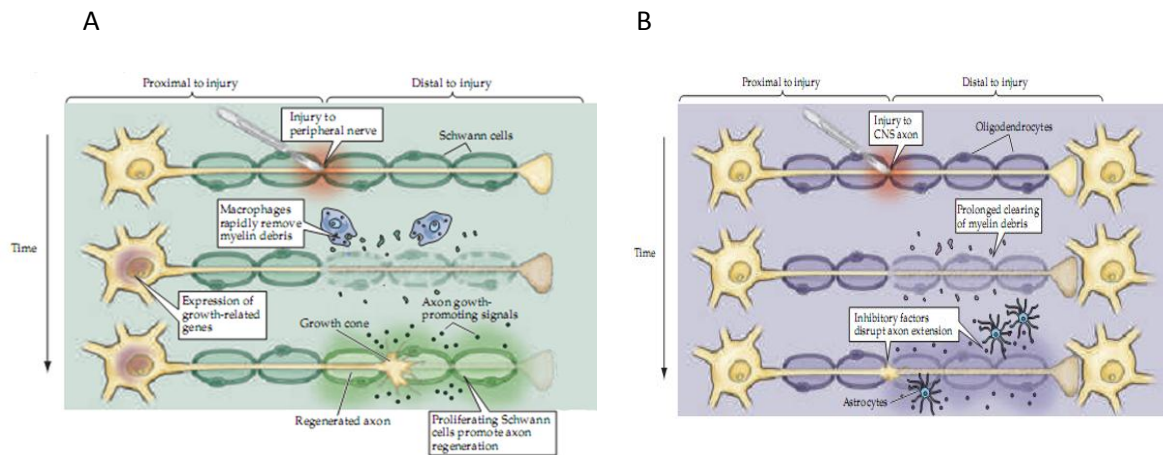 A
Proximal to injury
Distal to injury
Injury to
peripheral nerve
Schwann cells
Macrophages
rapidly remove
myelin debris
Time
Expression of
growth-related
genes
Axon gowth-
promoting signals
Growth cone
Regenerated axon
Proliferating Schwann
cells promote axon
regeneration
B
Proximal to injury
Distal to injury
Injury to
CNS axon
Oligodendrocytes
Prolonged clearing
of myelin debris
Time
Inhibitory factors
disrupt axon extension
Astrocytes